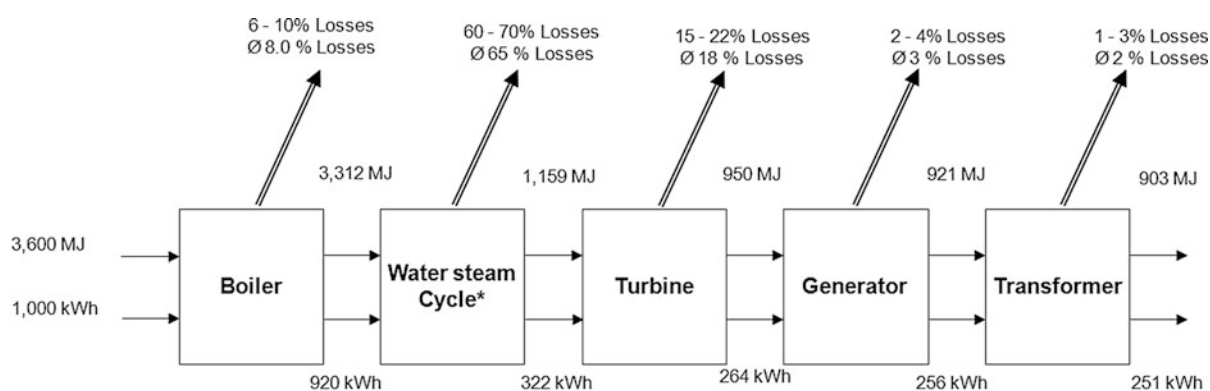 6 - 10% Losses
Ø 8.0 % Losses
60 - 70% Losses
Ø 65 % Losses
15 - 22% Losses
Ø 18 % Losses
2 - 4% Losses
Ø 3 % Losses
1 - 3% Losses
Ø 2 % Losses
3,312 MJ
1,159 MJ
950 MJ
921 MJ
903 MJ
3,600 MJ
1,000 kWh
Boiler
Water steam
Cycle*
Turbine
Generator
Transformer
920 kWh
322 kWh
264 kWh
256 kWh
251 kWh